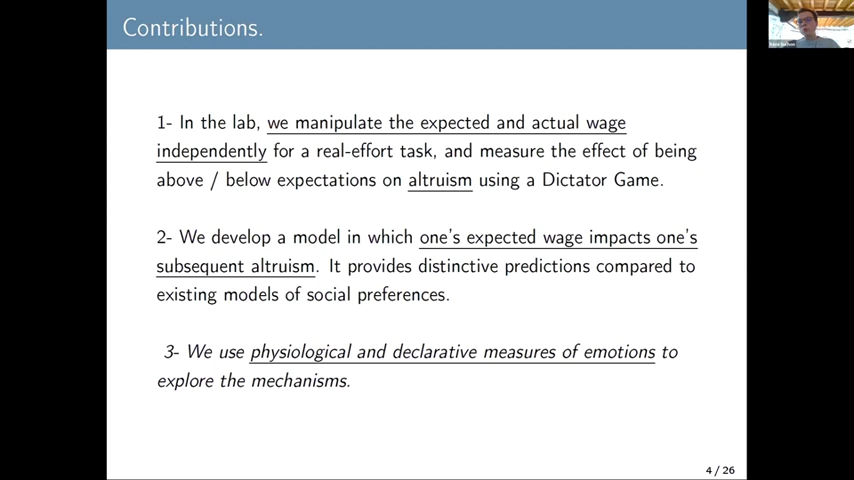 Contributions.
1- In the lab, we manipulate the expected and actual wage
independently for a real-effort task, and measure the effect of being
above / below expectations on altruism using a Dictator Game.
2- We develop a model in which one's expected wage impacts one's
subsequent altruism. It provides distinctive predictions compared to
existing models of social preferences.
3- We use physiological and declarative measures of emotions to
explore the mechanisms.
4 / 26